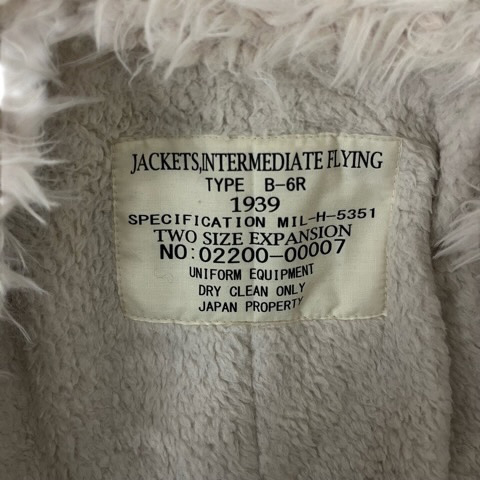 JACKETS,INTERMEDIATE FLYING
TYPE B-6R
1939
SPECIFICATION MIL-H-5351
TWO SIZE EXPANSION
NO:02200-00007
UNIFORM EQUIPMENT
DRY CLEAN ONLY
JAPAN PROPERTY